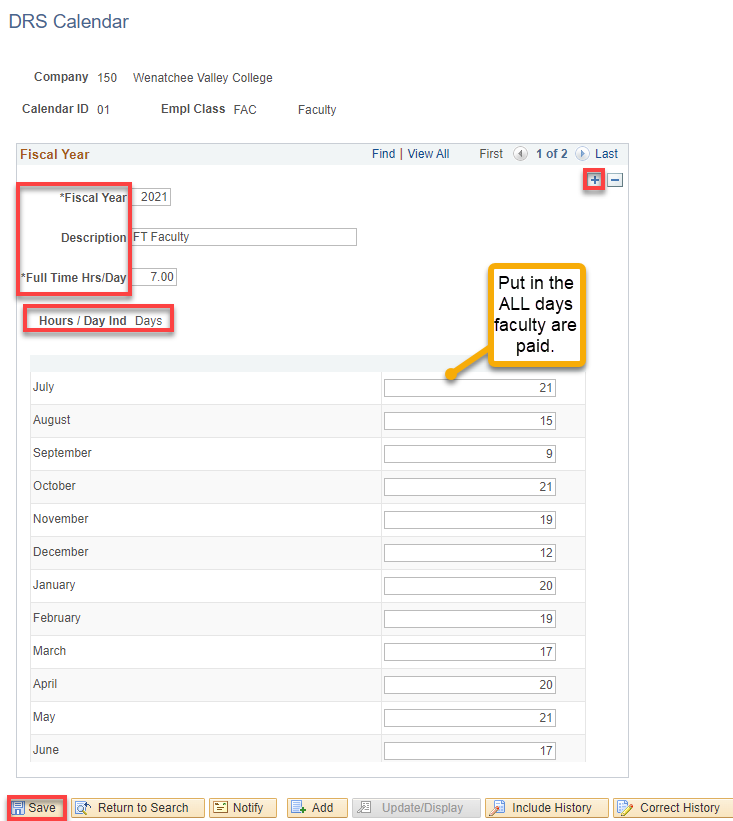 DRS Calendar
Company 150 Wenatchee Valley College
Calendar ID 01 Empl Class FAC Faculty
Fiscal Year Find | View All First 1 of 2 Last
*Fiscal Year 2021
Description FT Faculty
*Full Time Hrs/Day 7.00
Hours / Day Ind Days
Put in the
ALL days
faculty are
paid.
July 21
August 15
September 9
October 21
November 19
December 12
January 20
February 19
March 17
April 20
May 21
June 17
Save Return to Search Notify Add Update/Display Include History Correct History